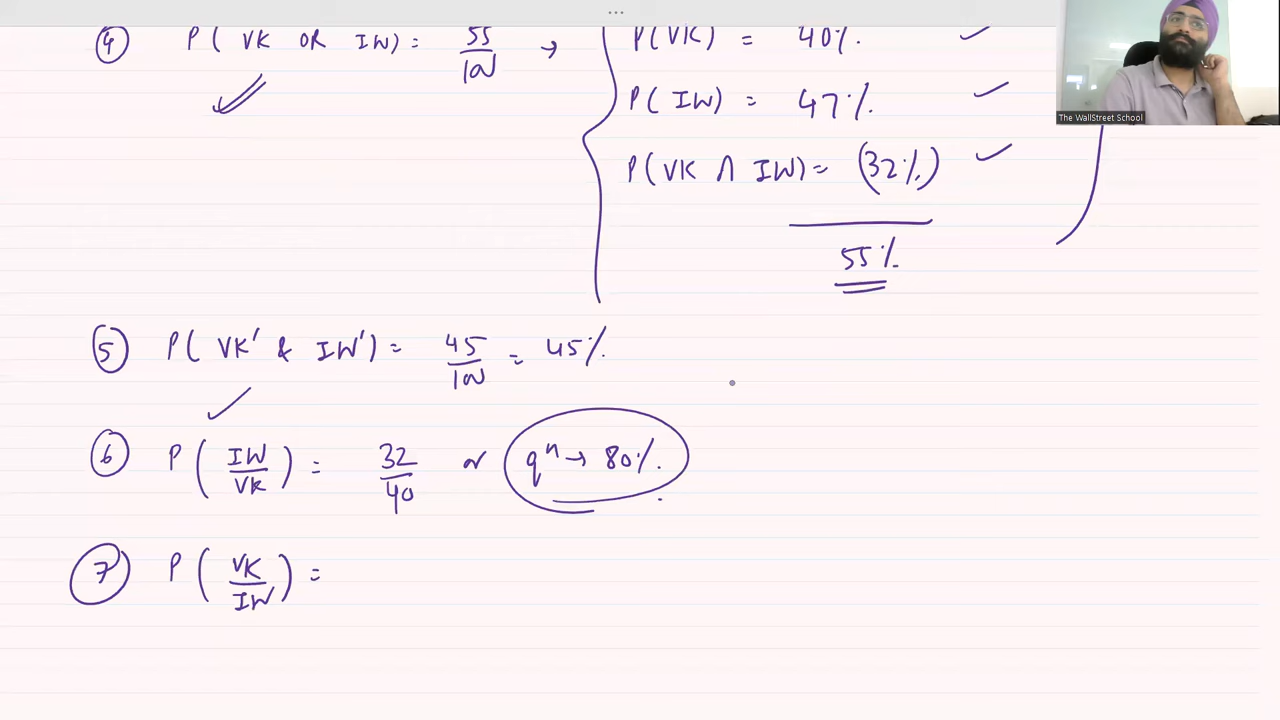 ...
④ P( VK OR IW) = 55/100 →
P(VK) = 40%.
P( IW) = 47%.
P( VK ∩ IW) = (32%.)
55%.
The WallStreet School
⑤ P( VK' & IW') = 45/100 = 45%.
⑥ P( IW/VK ) = 32/40 or qⁿ → 80%.
⑦ P( VK/IW ) =